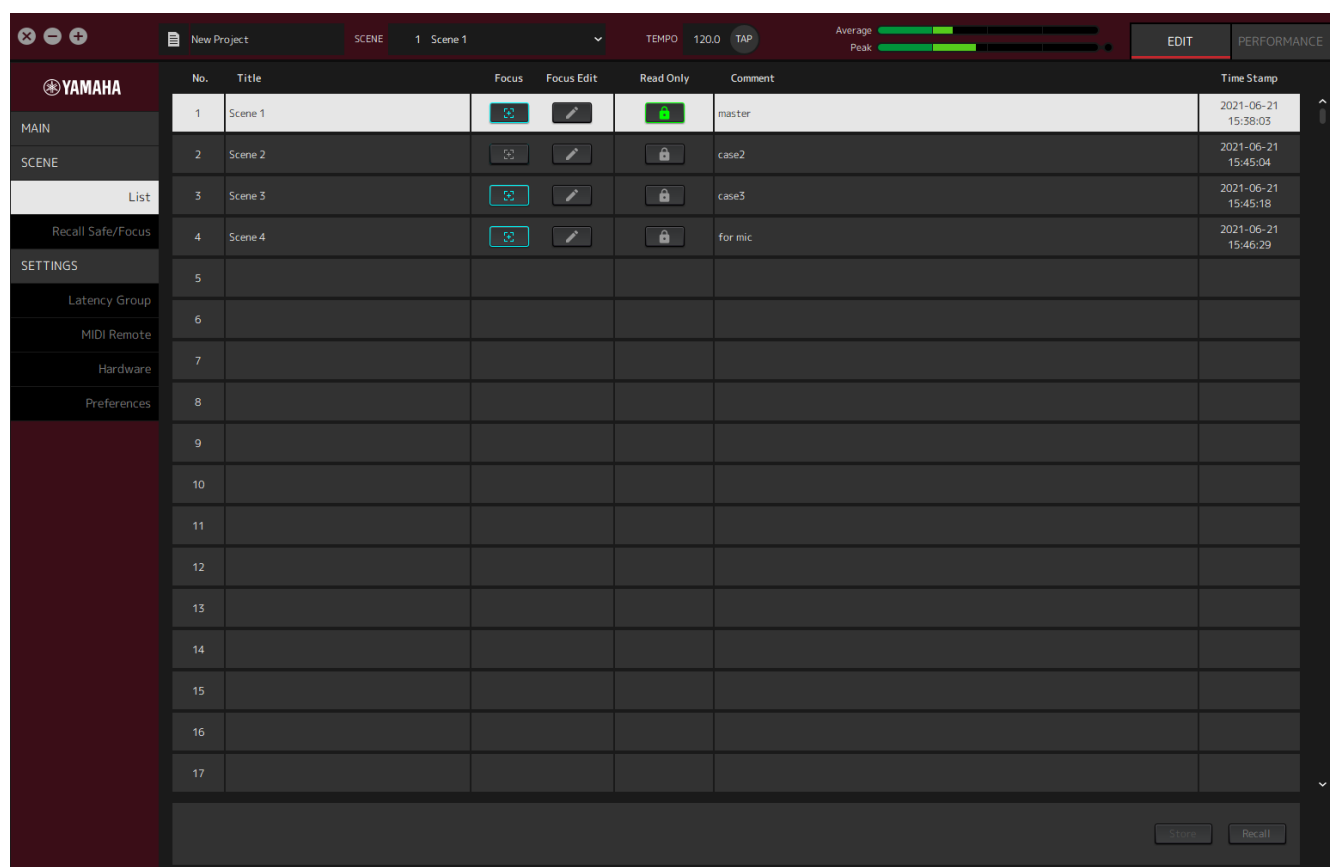 New Project SCENE 1 Scene 1 TEMPO 120.0 TAP Average EDIT PERFORMANCE
Peak
YAMAHA
MAIN
SCENE
List
Recall Safe/Focus
SETTINGS
Latency Group
MIDI Remote
Hardware
Preferences
No. Title Focus Focus Edit Read Only Comment Time Stamp
1 Scene 1 master 2021-06-21
15:38:03
2 Scene 2 case2 2021-06-21
15:45:04
3 Scene 3 case3 2021-06-21
15:45:18
4 Scene 4 for mic 2021-06-21
15:46:29
5
6
7
8
9
10
11
12
13
14
15
16
17
Store Recall